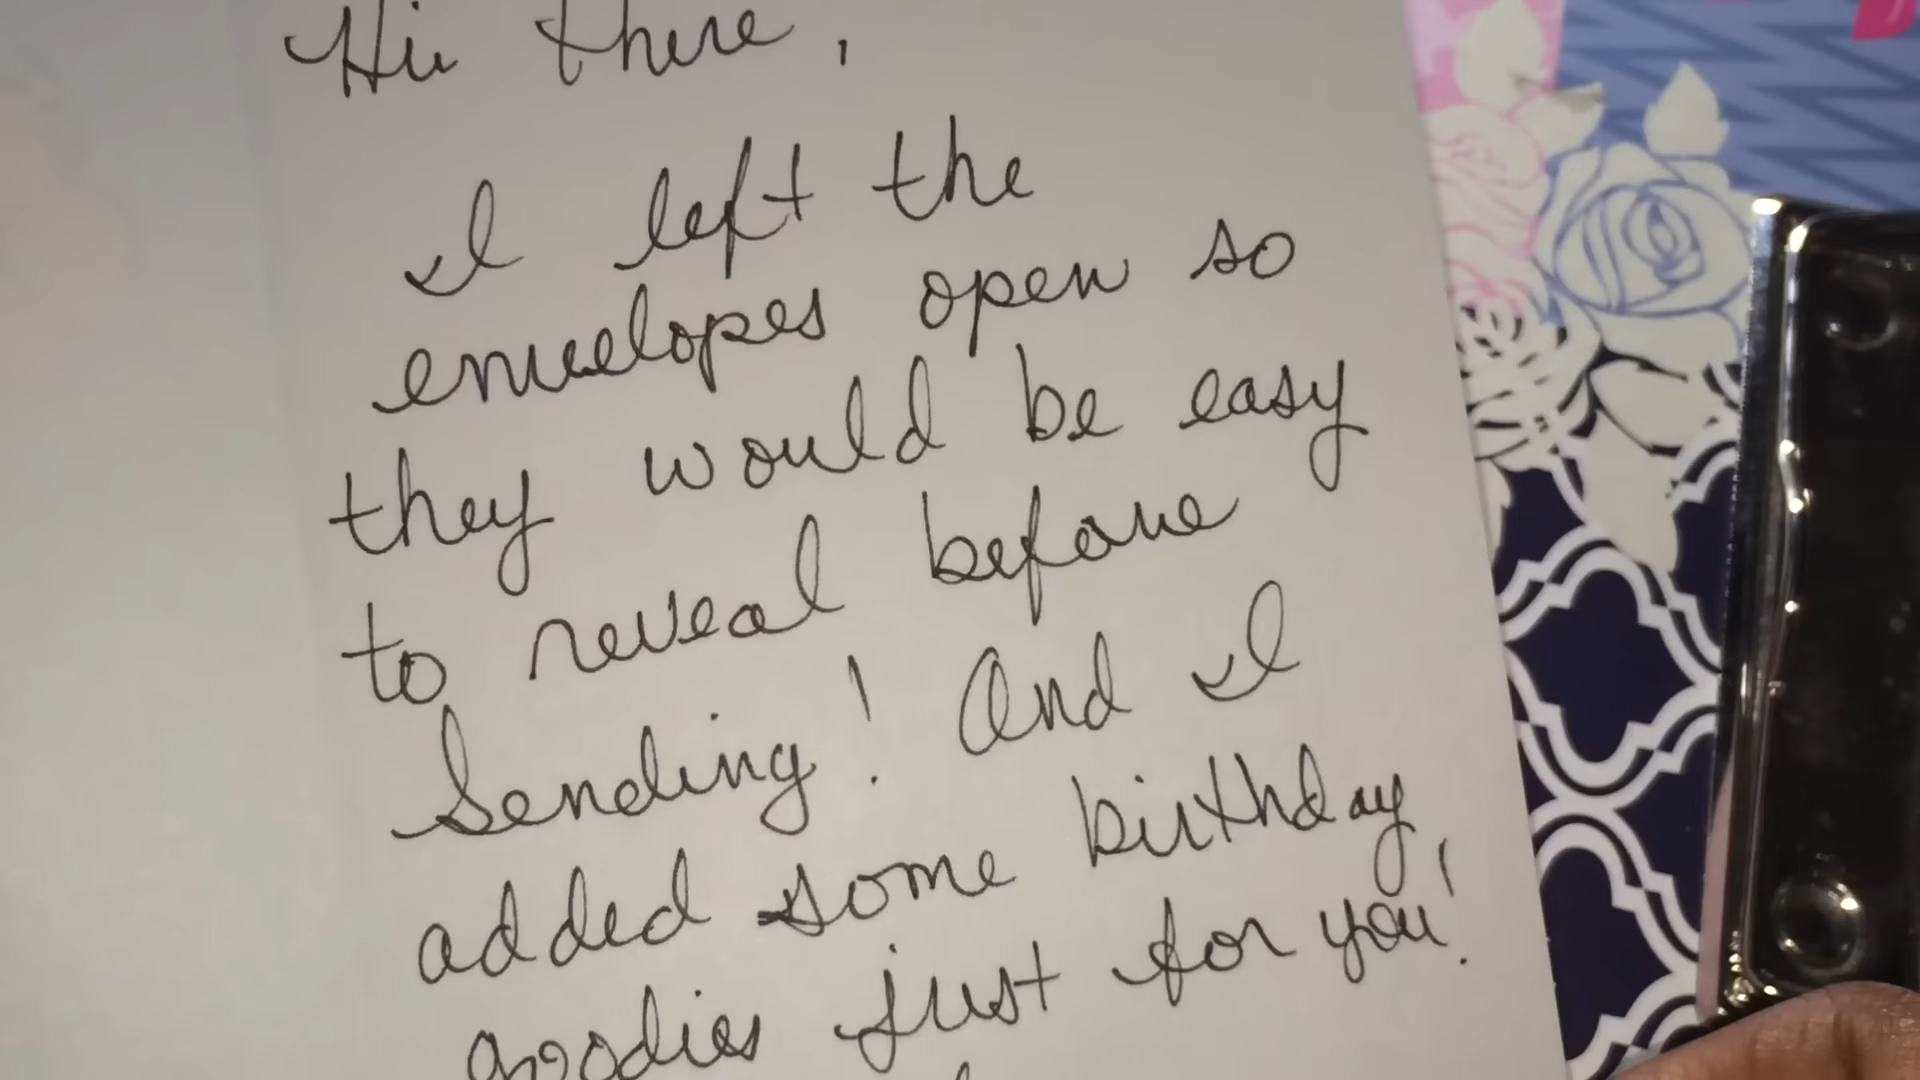 Hi there,
I left the
envelopes open so
they would be easy
to reveal before
sending! And I
added some birthday
goodies just for you!